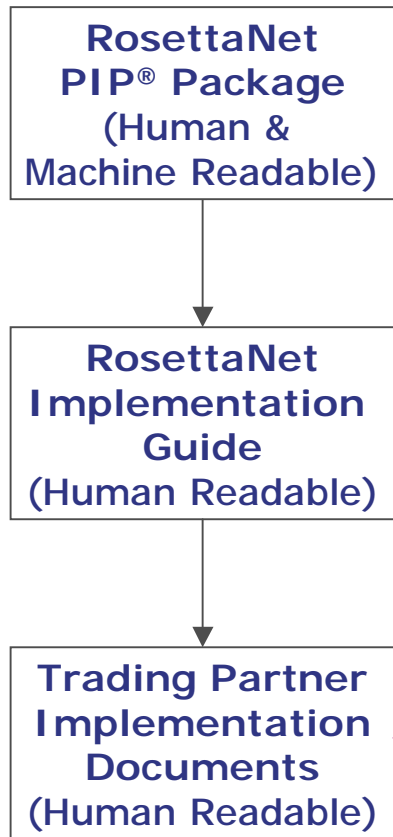 RosettaNet
PIP® Package
(Human &
Machine Readable)
RosettaNet
Implementation
Guide
(Human Readable)
Trading Partner
Implementation
Documents
(Human Readable)